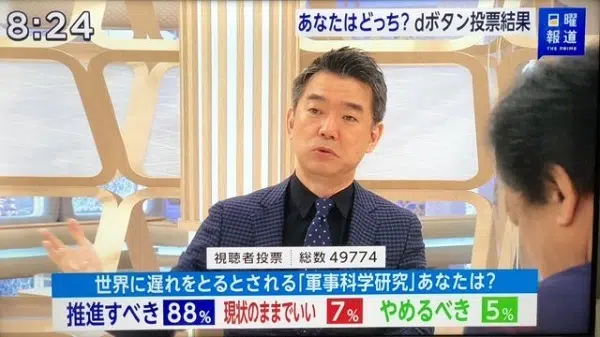 8:24
あなたはどっち? dボタン投票結果
日曜
報道
THE PRIME
視聴者投票 総数 49774
世界に遅れをとるとされる「軍事科学研究」あなたは?
推進すべき 88% 現状のままでいい 7% やめるべき 5%